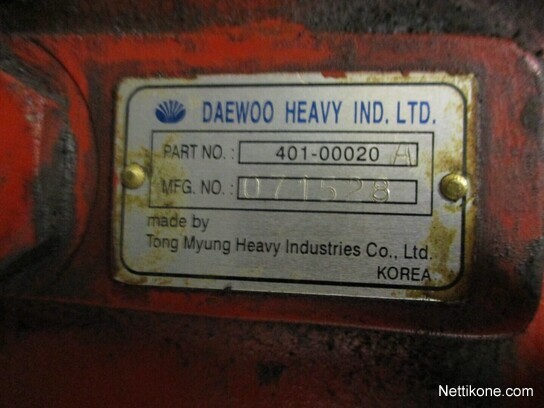 DAEWOO HEAVY IND. LTD.
PART NO. : 401-00020 A
MFG. NO. : 071528
made by
Tong Myung Heavy Industries Co., Ltd.
KOREA
Nettikone.com